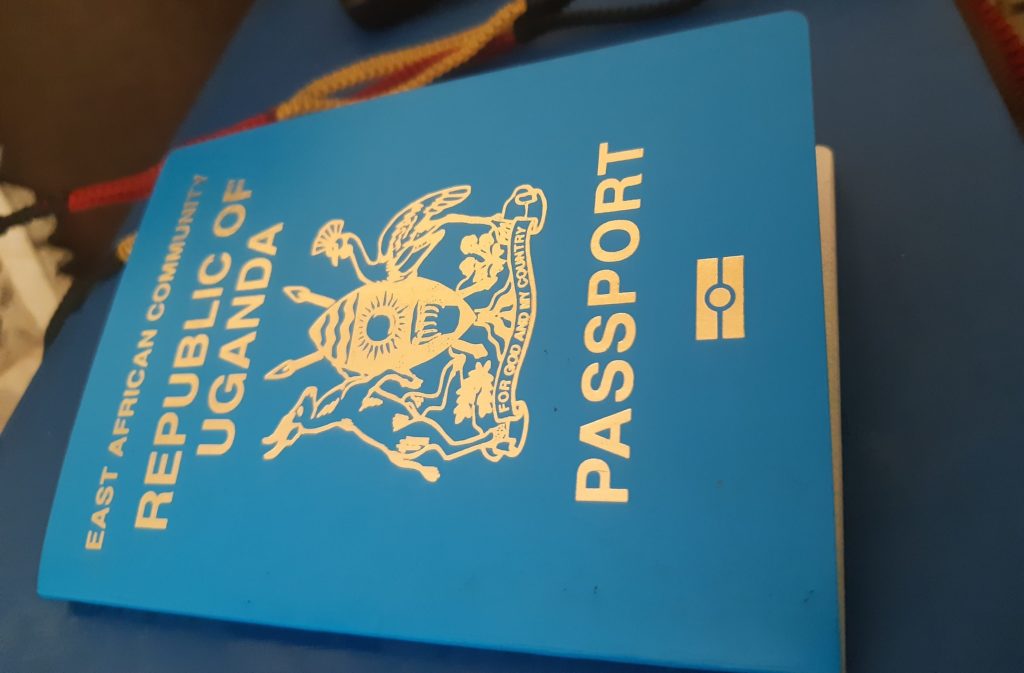 EAST AFRICAN COMMUNITY
REPUBLIC OF
UGANDA
FOR GOD AND MY COUNTRY
PASSPORT